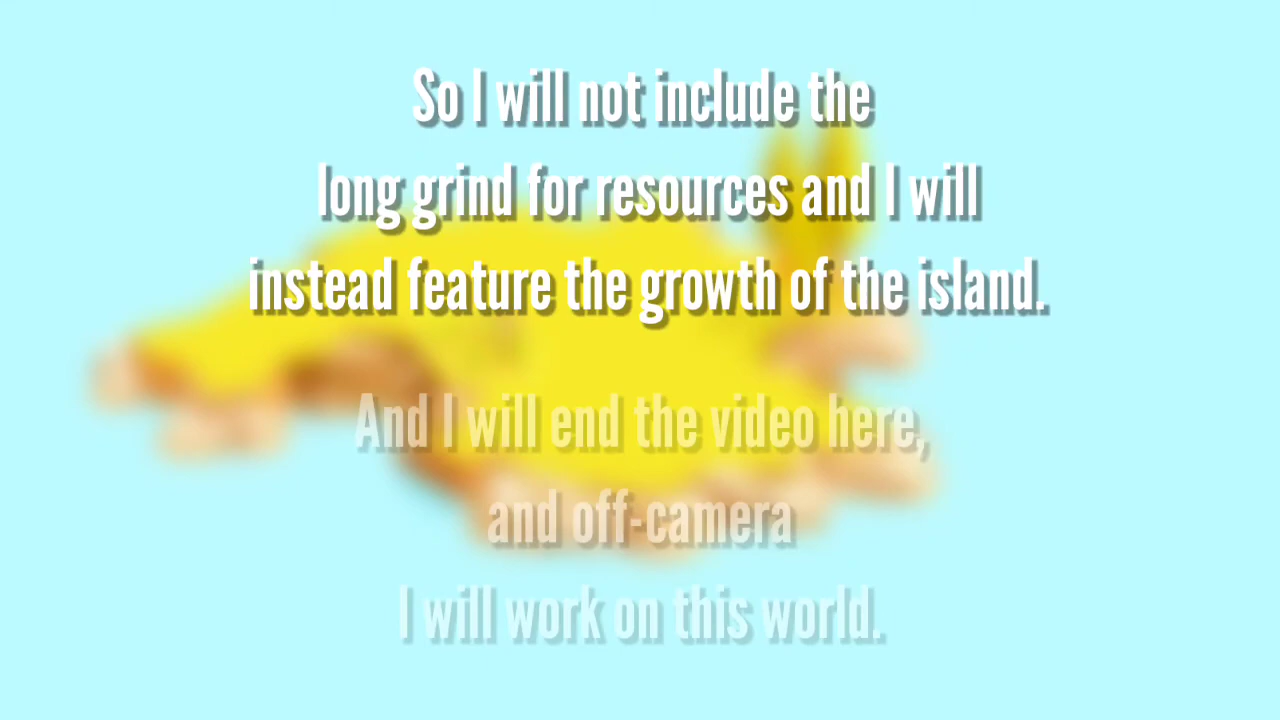 So I will not include the
long grind for resources and I will
instead feature the growth of the island.
And I will end the video here,
and off-camera
I will work on this world.